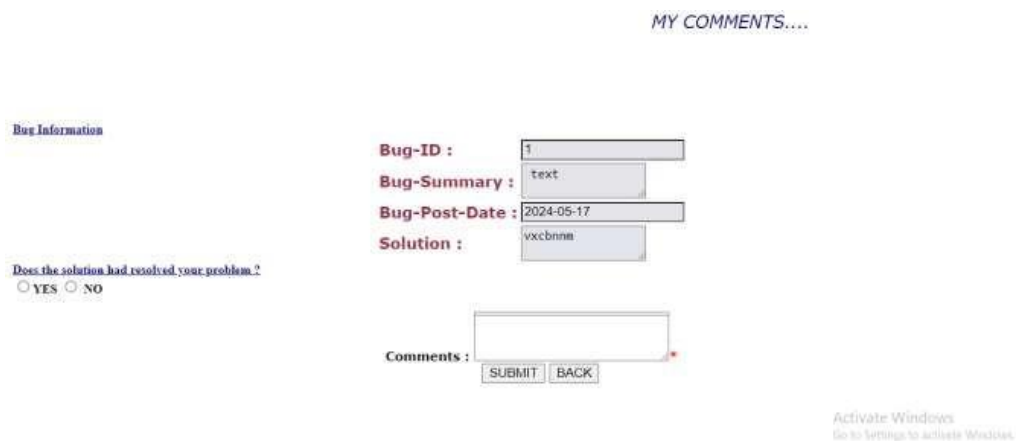 MY COMMENTS....
Bug Information
Bug-ID : 1
Bug-Summary : text
Bug-Post-Date : 2024-05-17
Solution : vxcbnnm
Does the solution had resolved your problem ?
YES NO
Comments : *
SUBMIT BACK
Activate Windows
Go to Settings to activate Windows.